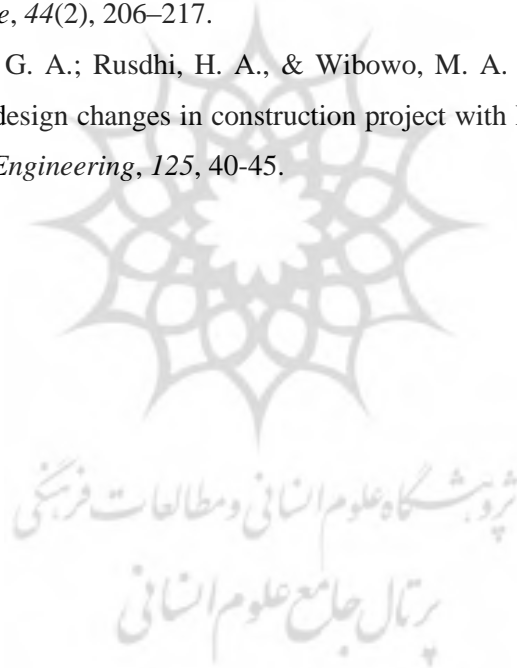 e, 44(2), 206–217.
G. A.; Rusdhi, H. A., & Wibowo, M. A.
design changes in construction project with
Engineering, 125, 40-45.
پژوهشگاه علوم انسانی و مطالعات فرهنگی
پرتال جامع علوم انسانی